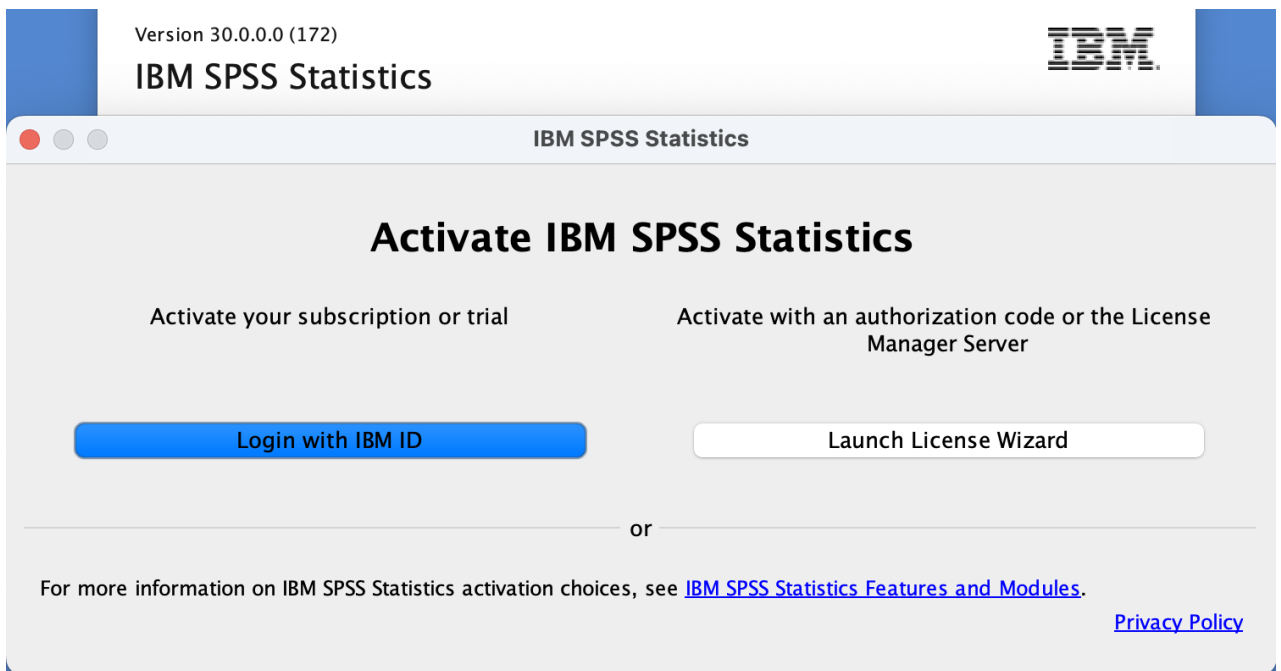 Version 30.0.0.0 (172)
IBM SPSS Statistics
IBM
IBM SPSS Statistics
Activate IBM SPSS Statistics
Activate your subscription or trial
Activate with an authorization code or the License
Manager Server
Login with IBM ID
Launch License Wizard
or
For more information on IBM SPSS Statistics activation choices, see IBM SPSS Statistics Features and Modules.
Privacy Policy